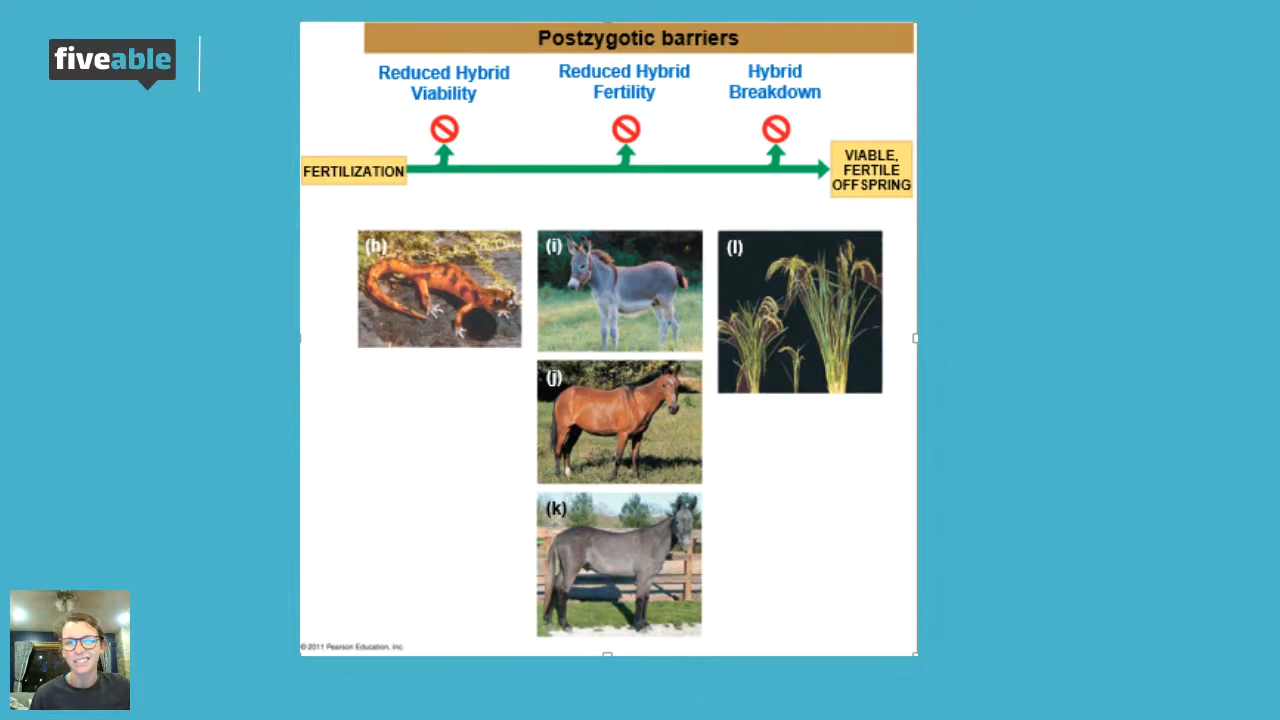 fiveable
Postzygotic barriers
Reduced Hybrid
Viability
Reduced Hybrid
Fertility
Hybrid
Breakdown
FERTILIZATION
VIABLE,
FERTILE
OFFSPRING
(h)
(i)
(l)
(j)
(k)
© 2011 Pearson Education, Inc.